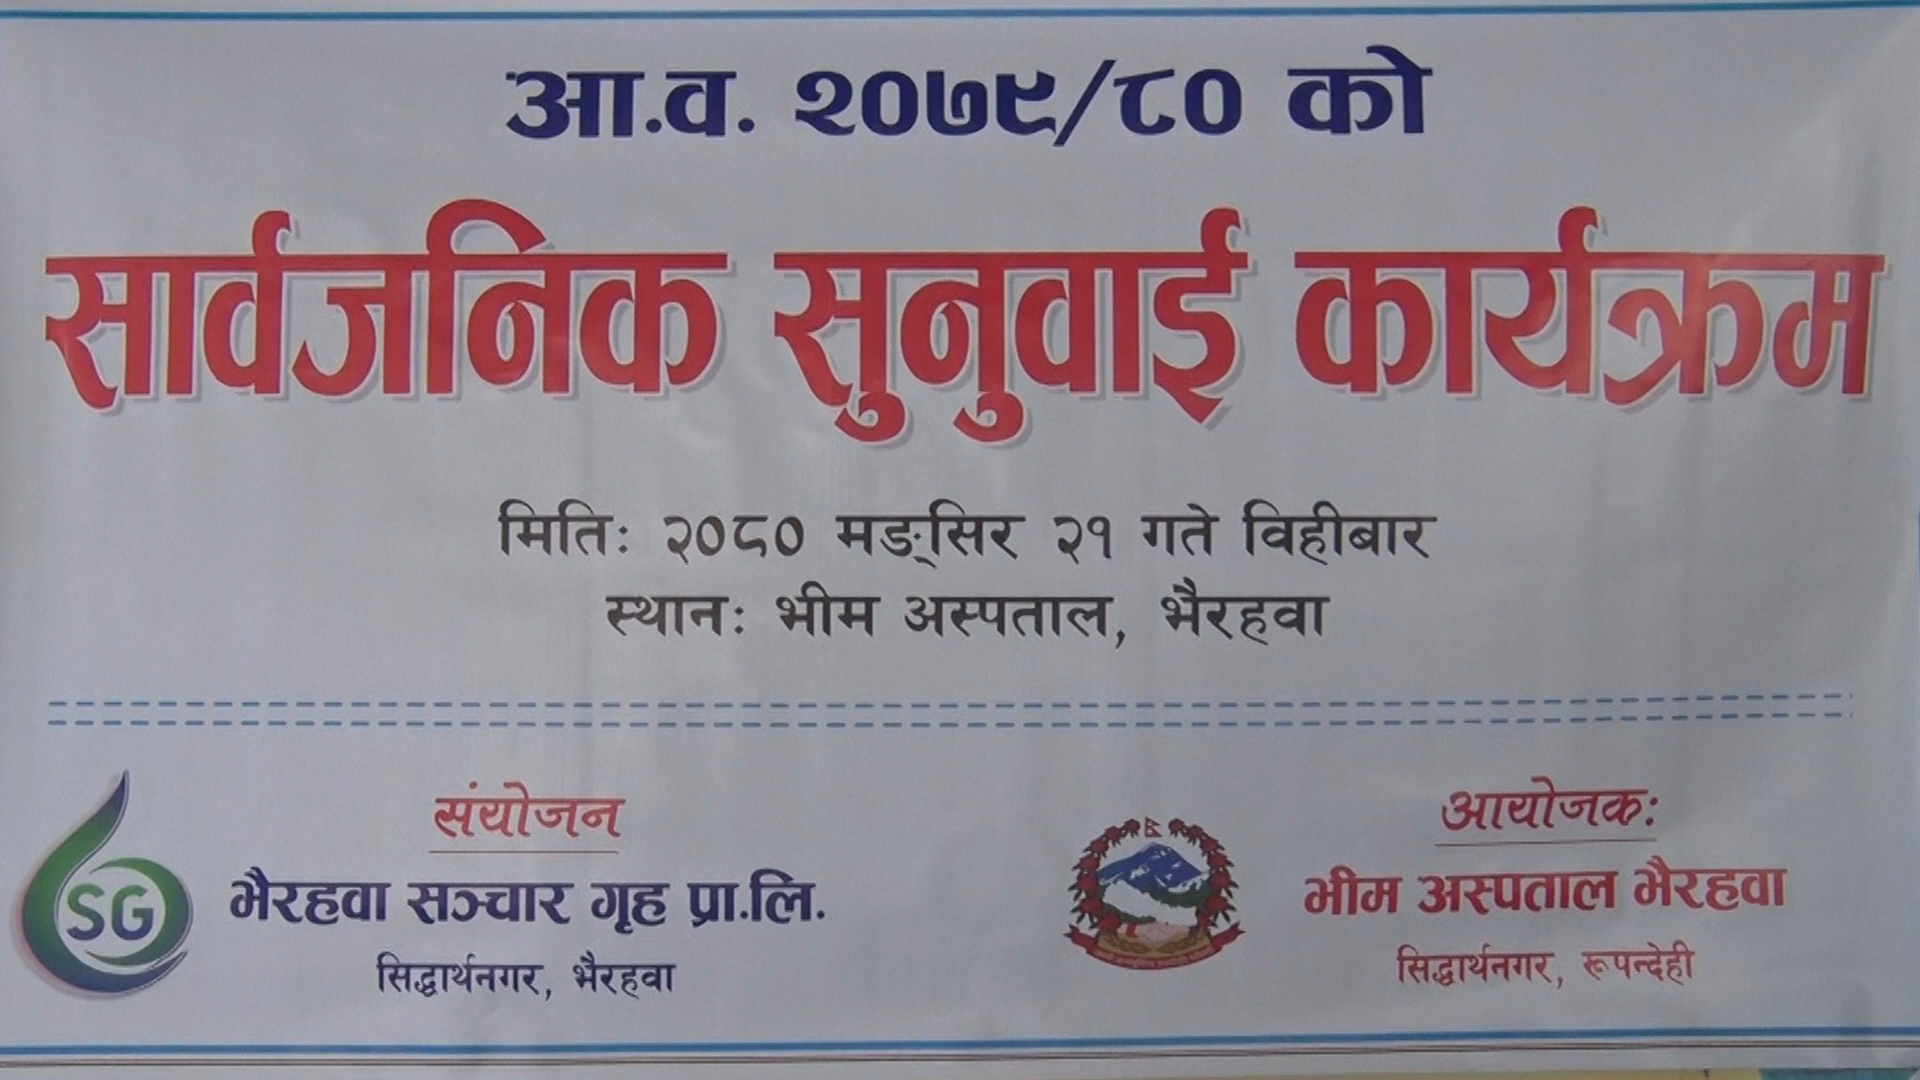 आ.व. २०७९/८० को
सार्वजनिक सुनुवाई कार्यक्रम
मितिः २०८० मङ्सिर २१ गते विहीबार
स्थानः भीम अस्पताल, भैरहवा
संयोजन
भैरहवा सञ्चार गृह प्रा.लि.
सिद्धार्थनगर, भैरहवा
SG
आयोजकः
भीम अस्पताल भैरहवा
सिद्धार्थनगर, रूपन्देही